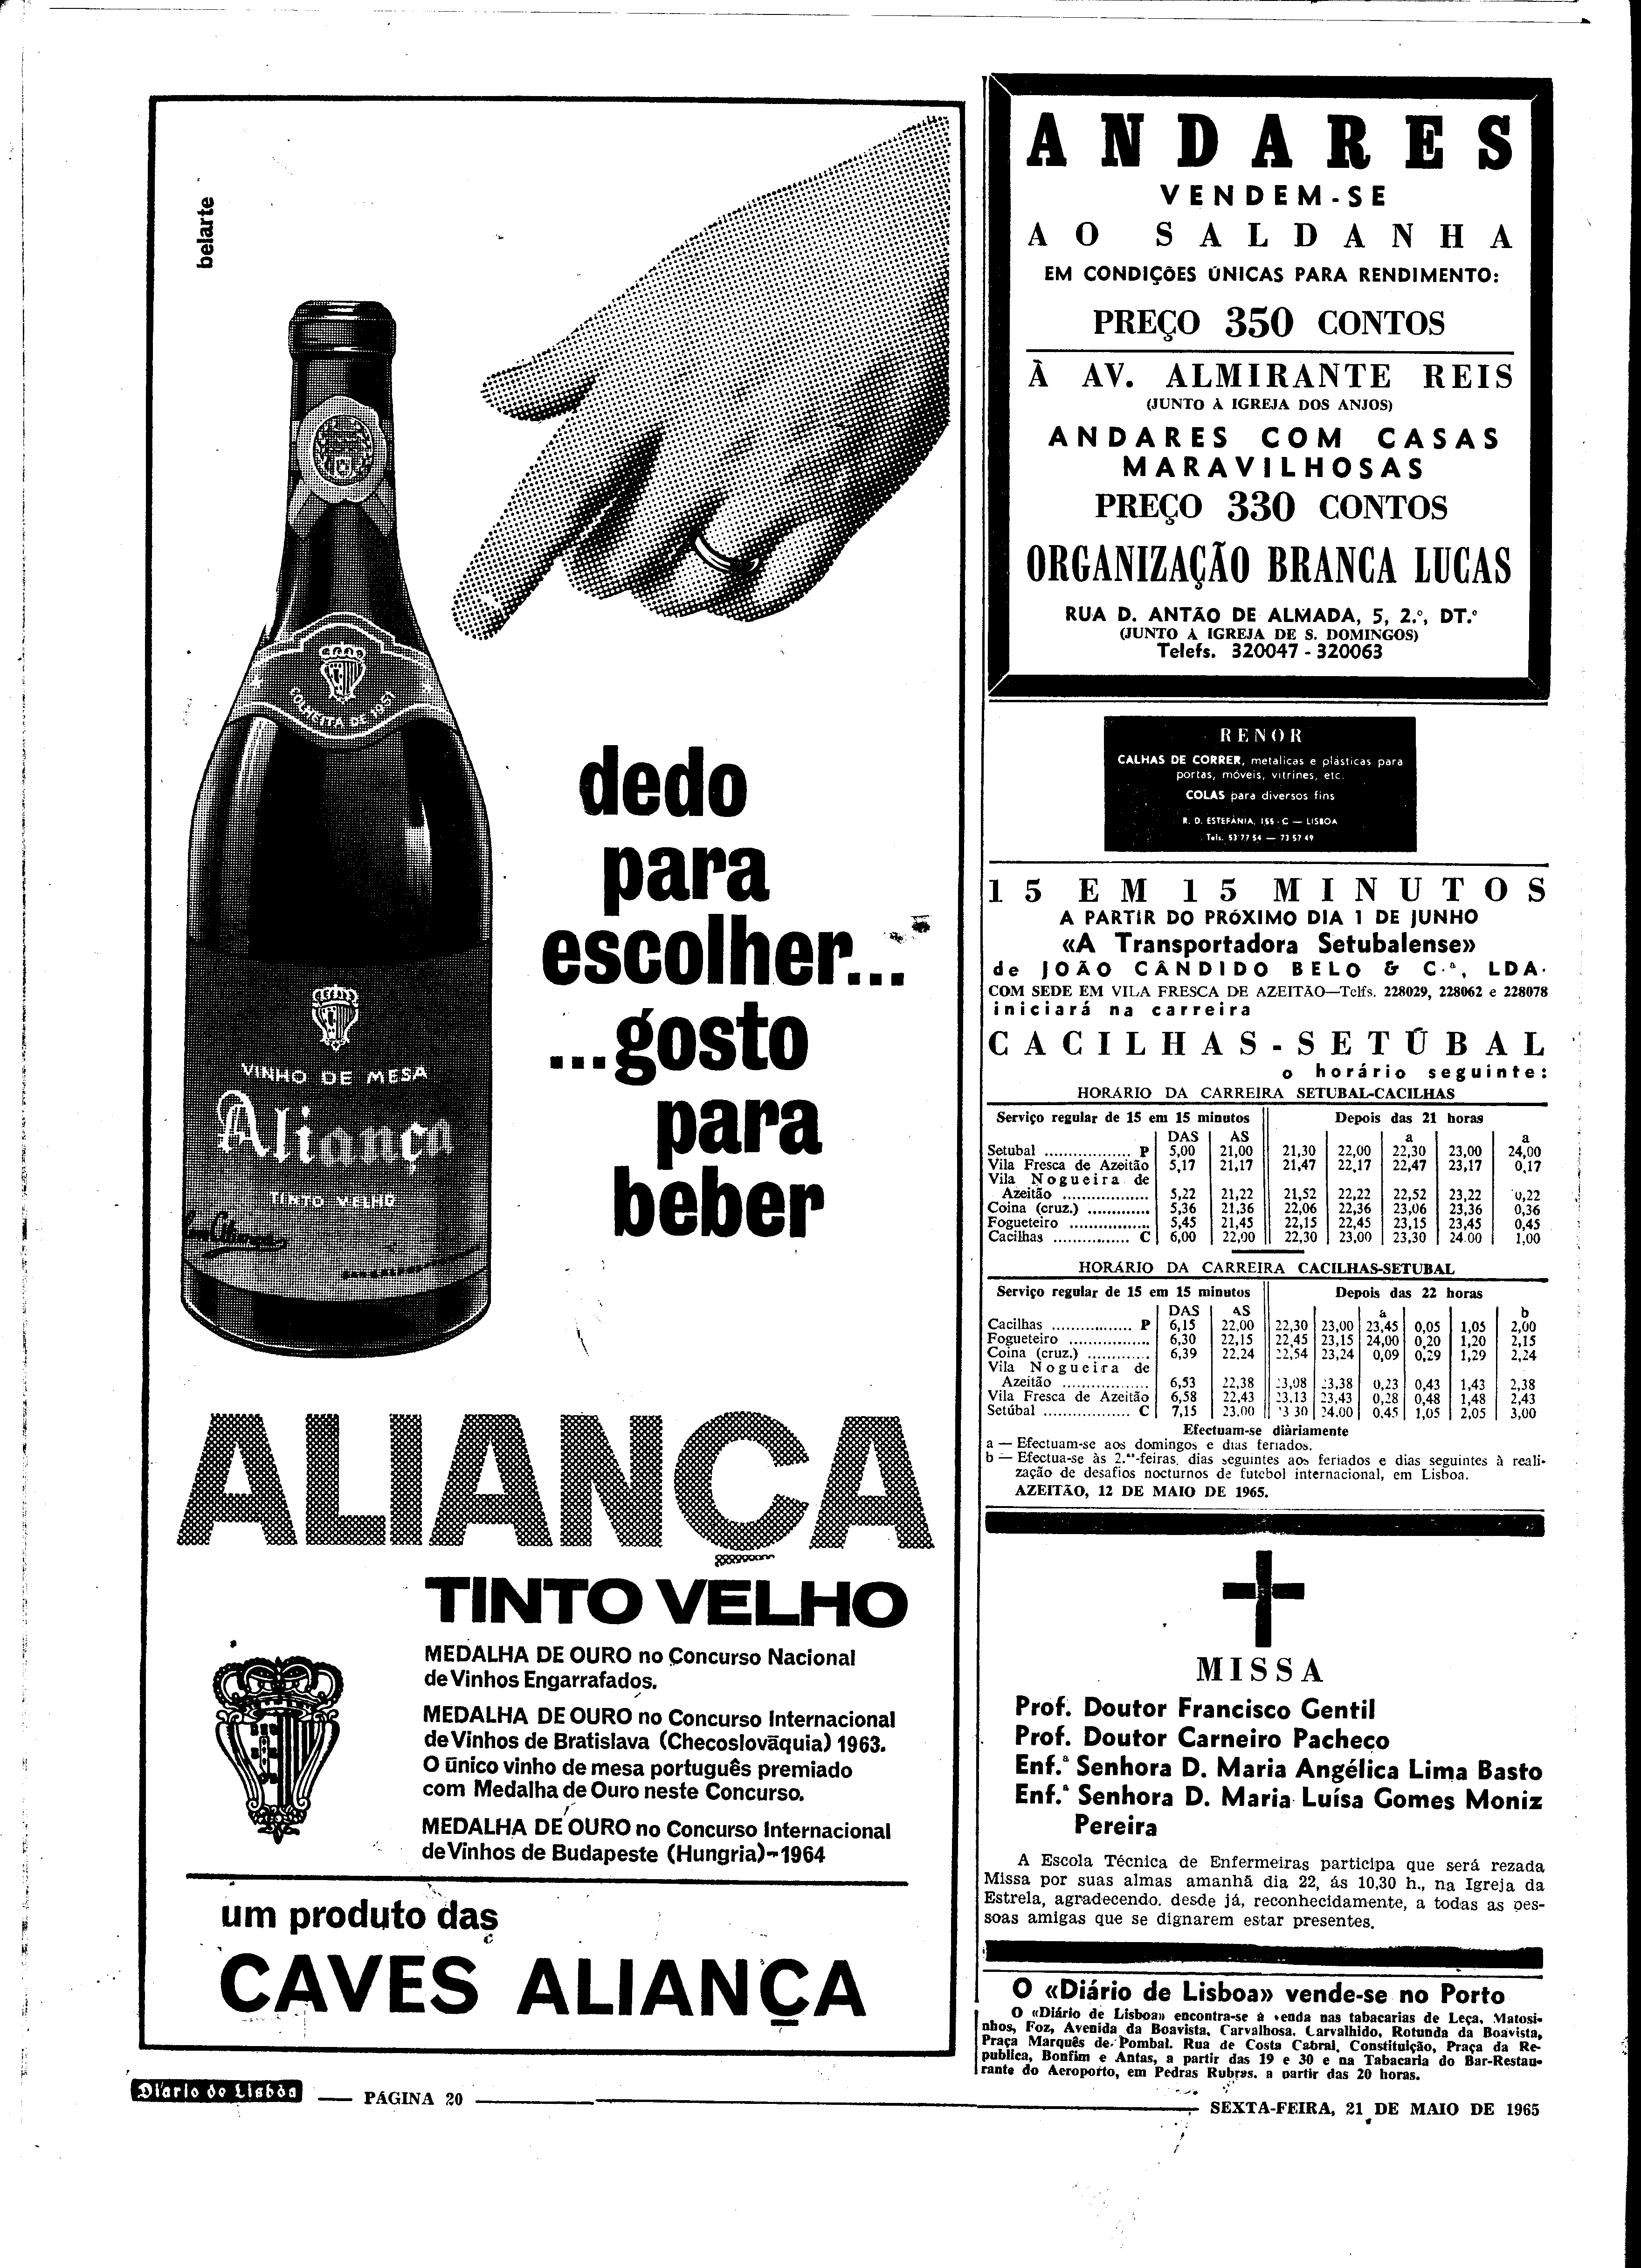 belarte
COLHEITA DE 1951
VINHO DE MESA
Aliança
TINTO VELHO
dedo
para
escolher...
...gosto
para
beber
ALIANÇA
TINTO VELHO
MEDALHA DE OURO no Concurso Nacional
de Vinhos Engarrafados.
MEDALHA DE OURO no Concurso Internacional
de Vinhos de Bratislava (Checoslováquia) 1963.
O único vinho de mesa português premiado
com Medalha de Ouro neste Concurso.
MEDALHA DE OURO no Concurso Internacional
de Vinhos de Budapeste (Hungria)-1964
um produto das
CAVES ALIANÇA
ANDARES
VENDEM-SE
AO SALDANHA
EM CONDIÇÕES ÚNICAS PARA RENDIMENTO:
PREÇO 350 CONTOS
À AV. ALMIRANTE REIS
(JUNTO À IGREJA DOS ANJOS)
ANDARES COM CASAS
MARAVILHOSAS
PREÇO 330 CONTOS
ORGANIZAÇÃO BRANCA LUCAS
RUA D. ANTÃO DE ALMADA, 5, 2.º, DT.º
(JUNTO À IGREJA DE S. DOMINGOS)
Telefs. 320047 - 320063
RENOR
CALHAS DE CORRER, metalicas e plásticas para
portas, móveis, vitrines, etc.
COLAS para diversos fins
R. D. ESTEFÂNIA, 155-C — LISBOA
Tels. 53 77 54 — 73 57 49
15 EM 15 MINUTOS
A PARTIR DO PRÓXIMO DIA 1 DE JUNHO
«A Transportadora Setubalense»
de JOÃO CÂNDIDO BELO & C.ª, LDA.
COM SEDE EM VILA FRESCA DE AZEITÃO—Telfs. 228029, 228062 e 228078
iniciará na carreira
CACILHAS-SETÚBAL
o horário seguinte:
HORÁRIO DA CARREIRA SETUBAL-CACILHAS
Serviço regular de 15 em 15 minutos Depois das 21 horas
DAS AS a a
Setubal ................. P 5,00 21,00 21,30 22,00 22,30 23,00 24,00
Vila Fresca de Azeitão 5,17 21,17 21,47 22,17 22,47 23,17 0,17
Vila Nogueira de
Azeitão ................. 5,22 21,22 21,52 22,22 22,52 23,22 0,22
Coina (cruz.) ............ 5,36 21,36 22,06 22,36 23,06 23,36 0,36
Fogueteiro ................ 5,45 21,45 22,15 22,45 23,15 23,45 0,45
Cacilhas ............... C 6,00 22,00 22,30 23,00 23,30 24.00 1,00
HORÁRIO DA CARREIRA CACILHAS-SETUBAL
Serviço regular de 15 em 15 minutos Depois das 22 horas
DAS AS a b
Cacilhas ................ P 6,15 22,00 22,30 23,00 23,45 0,05 1,05 2,00
Fogueteiro ................ 6,30 22,15 22,45 23,15 24,00 0,20 1,20 2,15
Coina (cruz.) ............ 6,39 22,24 22,54 23,24 0,09 0,29 1,29 2,24
Vila Nogueira de
Azeitão ................. 6,53 22,38 23,08 23,38 0,23 0,43 1,43 2,38
Vila Fresca de Azeitão 6,58 22,43 23.13 23,43 0,28 0,48 1,48 2,43
Setúbal ................. C 7,15 23.00 23 30 24.00 0,45 1,05 2,05 3,00
Efectuam-se diàriamente
a — Efectuam-se aos domingos e dias feriados.
b — Efectua-se às 2.ªˢ-feiras, dias seguintes aos feriados e dias seguintes à reali-
zação de desafios nocturnos de futebol internacional, em Lisboa.
AZEITÃO, 12 DE MAIO DE 1965.
MISSA
Prof. Doutor Francisco Gentil
Prof. Doutor Carneiro Pacheco
Enf.ª Senhora D. Maria Angélica Lima Basto
Enf.ª Senhora D. Maria Luísa Gomes Moniz
Pereira
A Escola Técnica de Enfermeiras participa que será rezada
Missa por suas almas amanhã dia 22, ás 10,30 h., na Igreja da
Estrela, agradecendo. desde já, reconhecidamente, a todas as pes-
soas amigas que se dignarem estar presentes.
O «Diário de Lisboa» vende-se no Porto
O «Diário de Lisboa» encontra-se à venda nas tabacarias de Leça, Matosi-
nhos, Foz, Avenida da Boavista, Carvalhosa, Carvalhido, Rotunda da Boavista,
Praça Marquês de Pombal. Rua de Costa Cabral, Constituição, Praça da Re-
publica, Bonfim e Antas, a partir das 19 e 30 e na Tabacaria do Bar-Restau-
rante do Aeroporto, em Pedras Rubras, a partir das 20 horas.
Diario de Lisbôa — PÁGINA 20 — SEXTA-FEIRA, 21 DE MAIO DE 1965